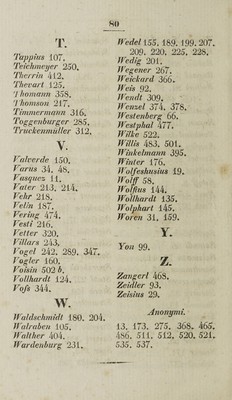 80
T.
Tappius 107.
Teichmeyer 250.
Therrin 412.
Thevart 125.
Thomann 358.
Thomson 217.
Timmermann 316.
Toggenburger 285.
Truckenmüller 312.
V.
Valverde 150.
Varus 34. 48.
Vasquez 11.
Vater 213. 214.
Vehr 218.
Velin 187.
Vering 474.
Vesti 216.
Vetter 320.
Villars 243.
Vogel 242. 289. 347.
Vogler 160.
Voisin 502 b.
Vollhardt 124.
Vofs 344.
W.
Waldschmidt 180. 204.
Walraben 105.
Walther 404.
Wardenburg 231.
Wedel 155. 189. 199. 207.
209. 220. 225. 228.
Wedig 201.
Wegener 267.
Weickard 366.
Weis 92.
Wendt 309.
Wenzel 374. 378.
Westenberg 66.
Westphal 477.
Wilke 522.
Willis 483. 501.
Winkelmann 395.
Winter 176.
Wolfeshusius 19.
Wolff 58.
Wolfius 144.
Wollhardt 135.
Wolphart 145.
Woren 31. 159.
Y.
Yon 99.
Z.
Zangerl 468.
Zeidler 93.
Zeisius 29.
Anonymi.
13. 173. 275. 368. 465.
486. 511. 512. 520. 521.
535. 537.